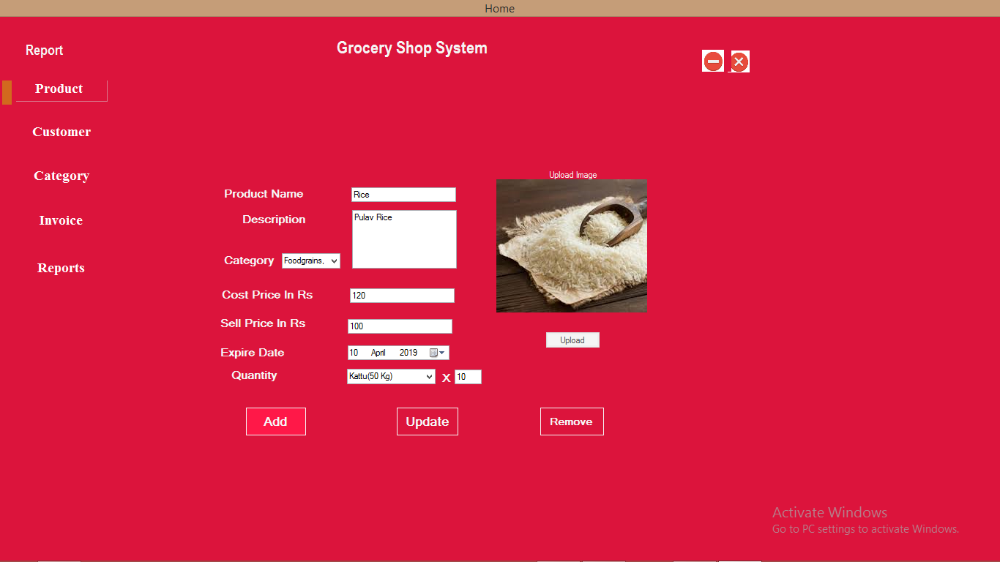 Home
Report
Grocery Shop System
Product
Customer
Category
Invoice
Reports
Upload Image
Product Name
Rice
Description
Pulav Rice
Category
Foodgrains,
Cost Price In Rs
120
Sell Price In Rs
100
Upload
Expire Date
10 April 2019
Quantity
Kattu(50 Kg)
X
10
Add
Update
Remove
Activate Windows
Go to PC settings to activate Windows.